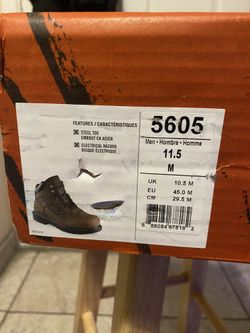 FEATURES / CARACTÉRISTIQUES
STEEL TOE
EMBOUT EN ACIER
ELECTRICAL HAZARD
RISQUE ÉLECTRIQUE
5605
Men • Hombre • Homme
11.5
M
UK 10.5 M
EU 45.0 M
CM 29.5 M